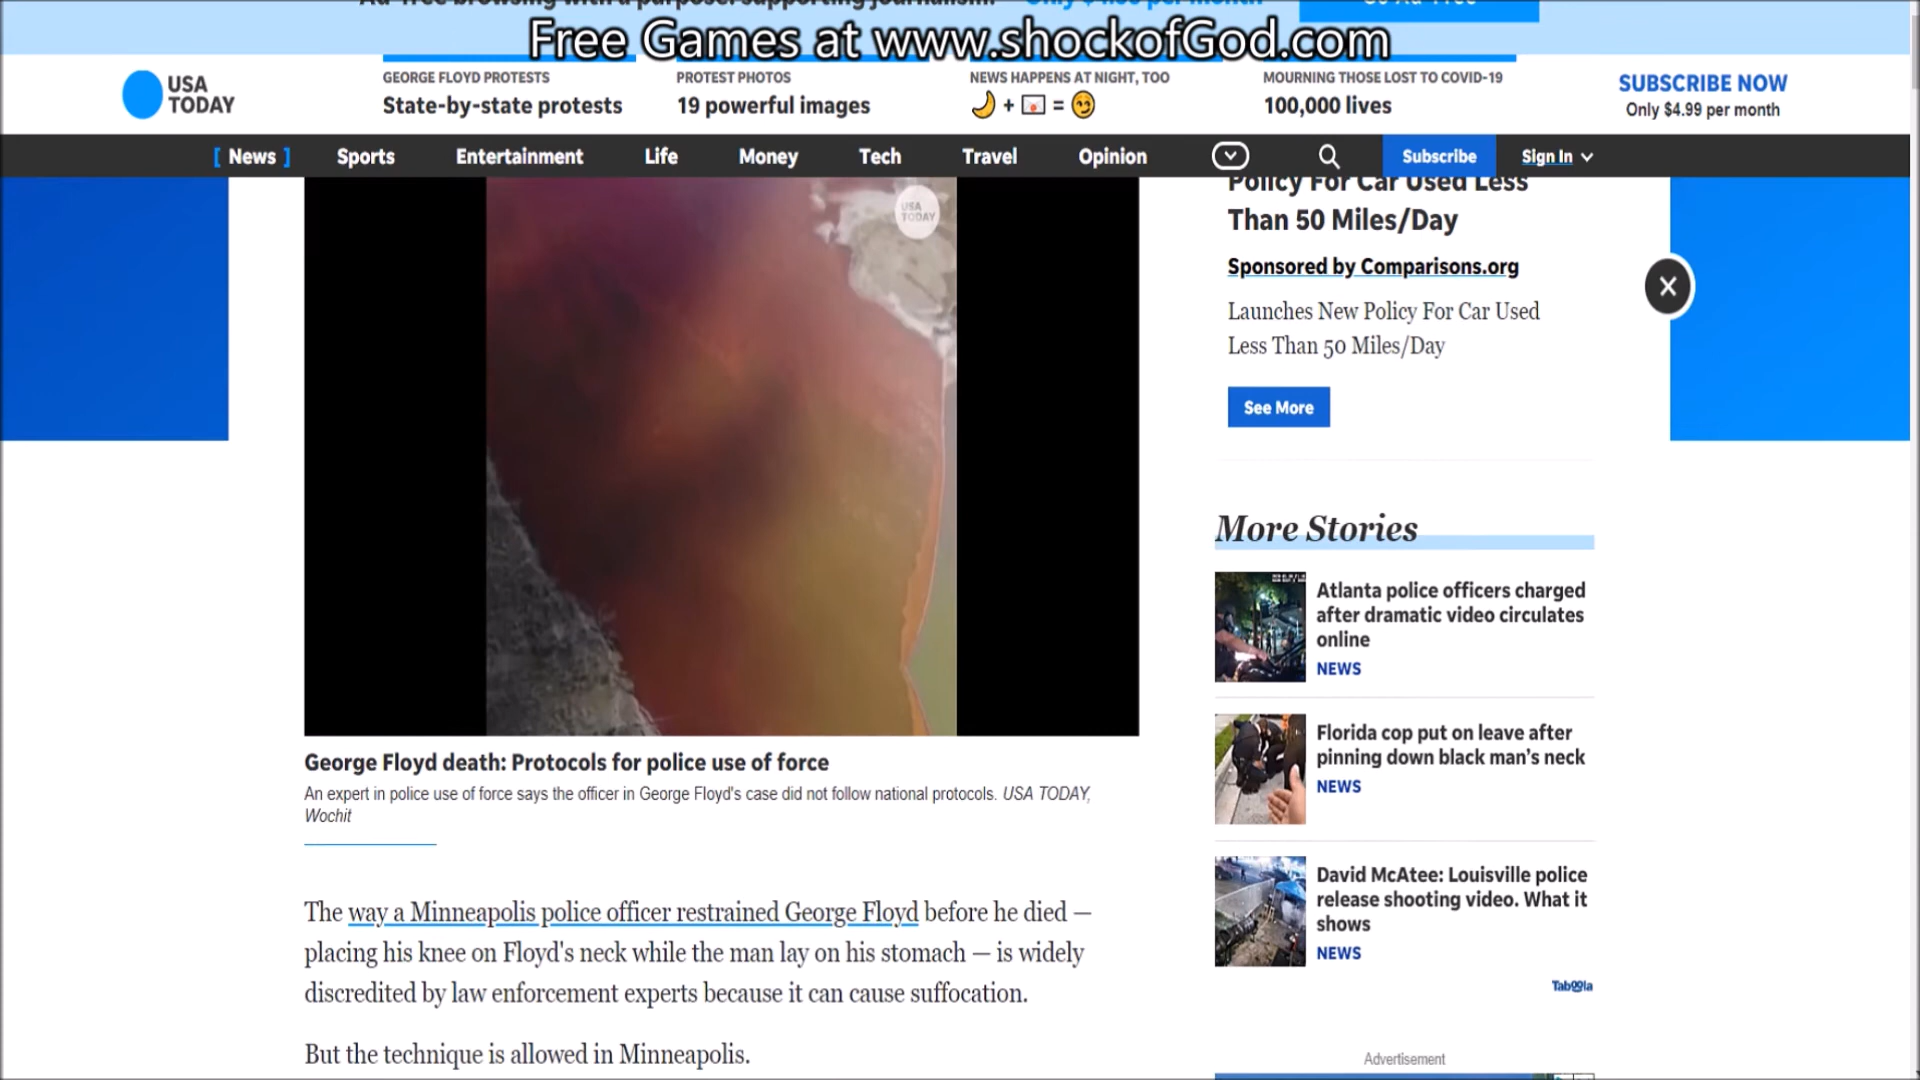 Free Games at www.shockofGod.com
USA
TODAY
GEORGE FLOYD PROTESTS
State-by-state protests
PROTEST PHOTOS
19 powerful images
NEWS HAPPENS AT NIGHT, TOO
+ =
MOURNING THOSE LOST TO COVID-19
100,000 lives
SUBSCRIBE NOW
Only $4.99 per month
[ News ]
Sports
Entertainment
Life
Money
Tech
Travel
Opinion
Subscribe
Sign In
USA
TODAY
Policy For Car Used Less
Than 50 Miles/Day
Sponsored by Comparisons.org
Launches New Policy For Car Used
Less Than 50 Miles/Day
See More
George Floyd death: Protocols for police use of force
An expert in police use of force says the officer in George Floyd's case did not follow national protocols. USA TODAY,
Wochit
The way a Minneapolis police officer restrained George Floyd before he died —
placing his knee on Floyd's neck while the man lay on his stomach — is widely
discredited by law enforcement experts because it can cause suffocation.
But the technique is allowed in Minneapolis.
More Stories
Atlanta police officers charged
after dramatic video circulates
online
NEWS
Florida cop put on leave after
pinning down black man's neck
NEWS
David McAtee: Louisville police
release shooting video. What it
shows
NEWS
Taboola
Advertisement